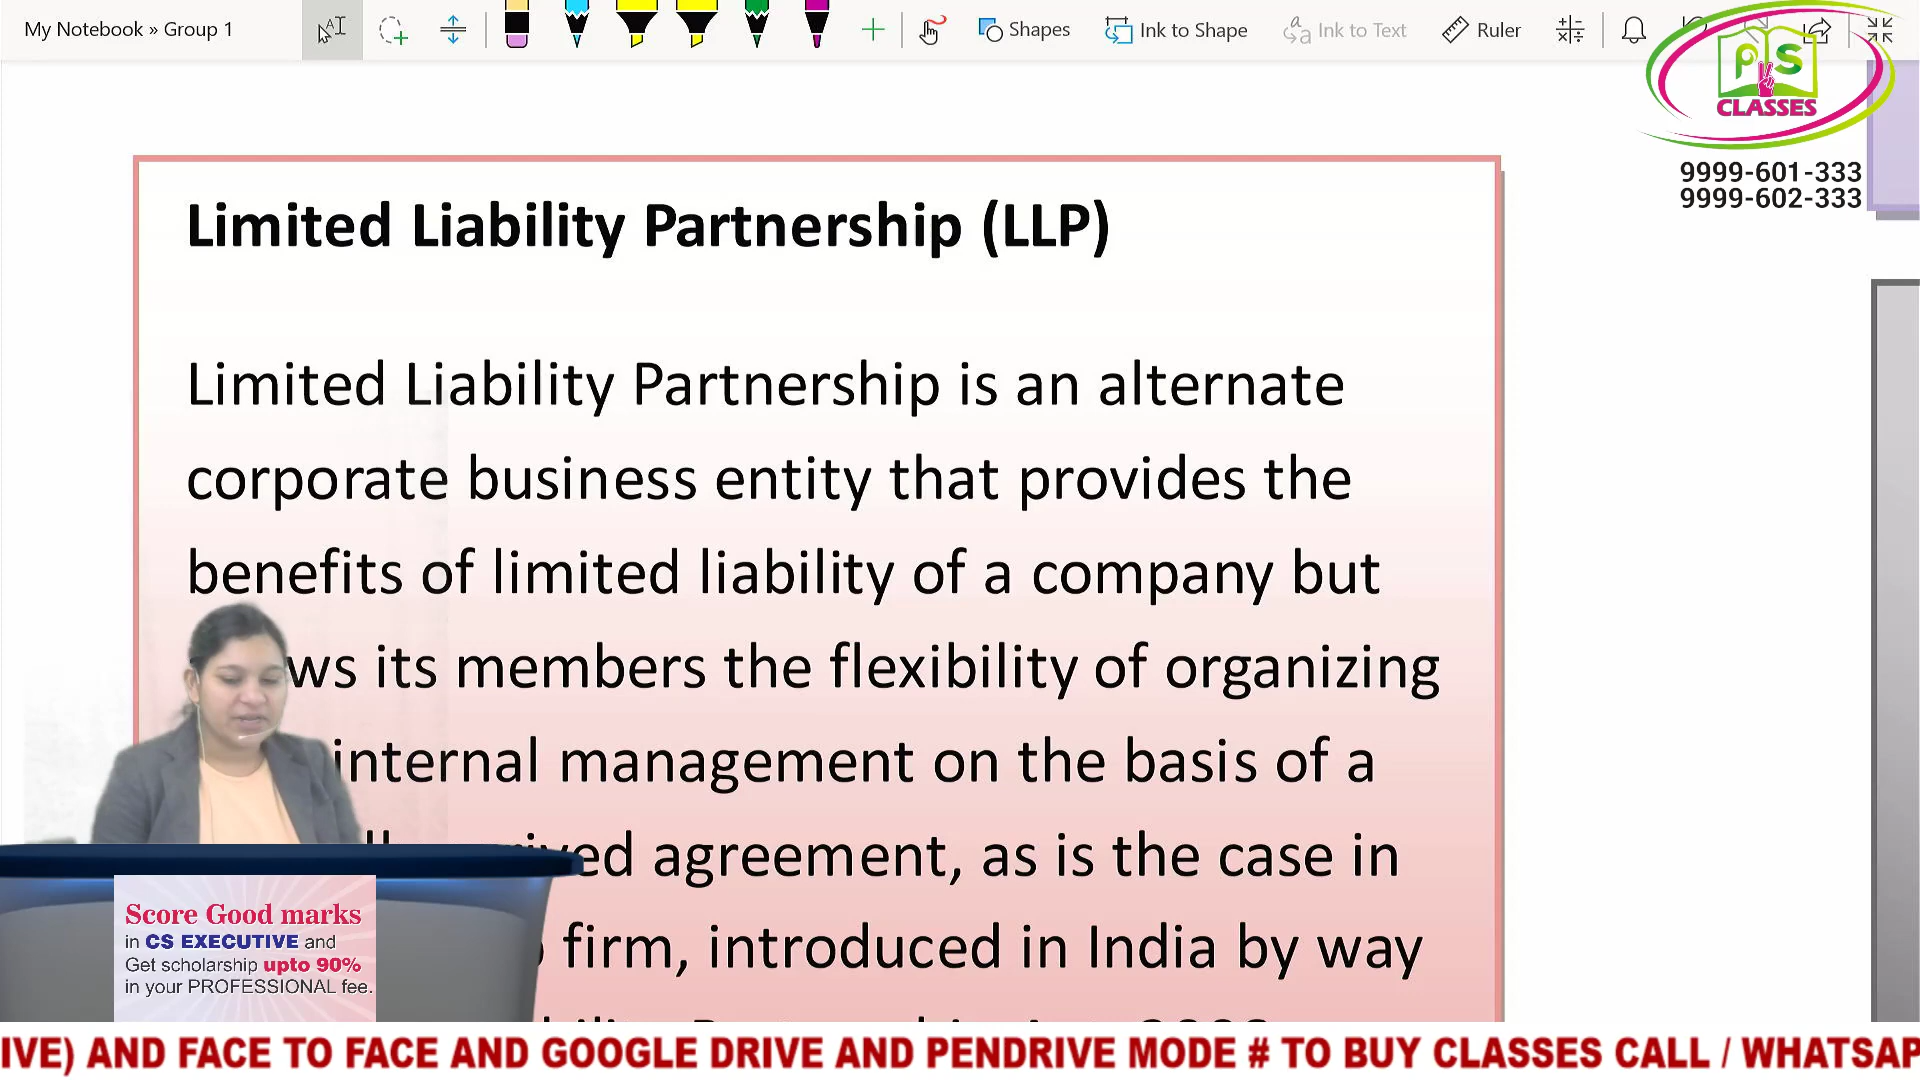 My Notebook » Group 1
Shapes
Ink to Shape
Ink to Text
Ruler
PS
CLASSES
9999-601-333
9999-602-333
Limited Liability Partnership (LLP)
Limited Liability Partnership is an alternate
corporate business entity that provides the
benefits of limited liability of a company but
its members the flexibility of organizing
internal management on the basis of a
agreement, as is the case in
firm, introduced in India by way
Score Good marks
in CS EXECUTIVE and
Get scholarship upto 90%
in your PROFESSIONAL fee.
IVE) AND FACE TO FACE AND GOOGLE DRIVE AND PENDRIVE MODE # TO BUY CLASSES CALL / WHATSAP